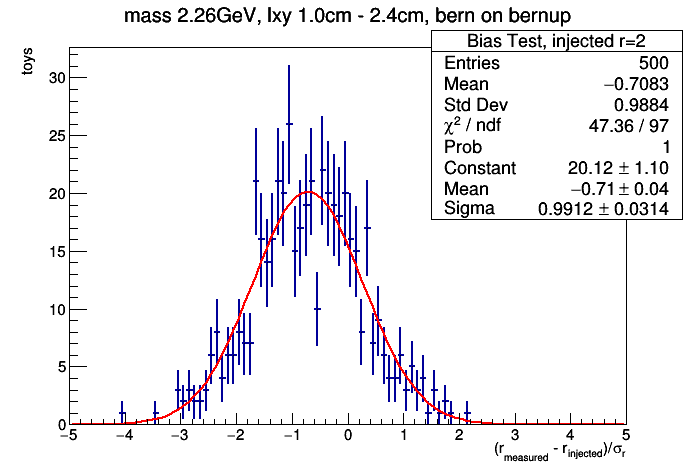 mass 2.26GeV, lxy 1.0cm - 2.4cm, bern on bernup
Bias Test, injected r=2
Entries 500
Mean −0.7083
Std Dev 0.9884
χ² / ndf 47.36 / 97
Prob 1
Constant 20.12 ± 1.10
Mean −0.71 ± 0.04
Sigma 0.9912 ± 0.0314
toys
30
25
20
15
10
5
0
−5 −4 −3 −2 −1 0 1 2 3 4 5
(r_measured - r_injected)/σ_r